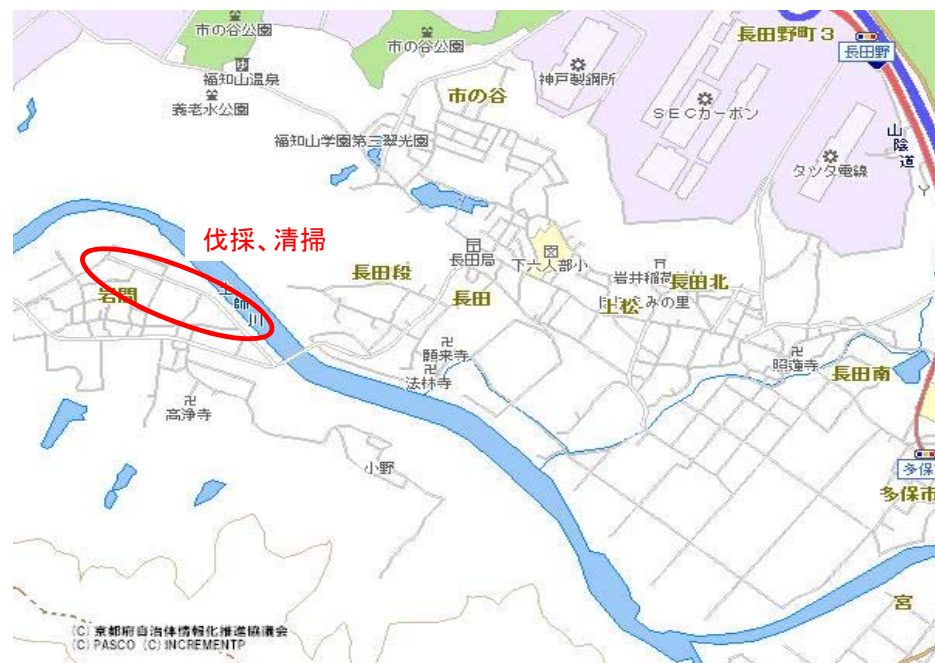 市の谷公園
市の谷公園
長田野町3
長田野
福知山温泉
養老水公園
神戸製鋼所
市の谷
SECカーボン
山陰道
福知山学園第三翠光園
タツタ電線
伐採、清掃
長田局
下六人部小
長田段
岩井稲荷
長田北
岩間
土師川
長田
土松
みの里
願来寺
照蓮寺
法林寺
長田南
高浄寺
小野
多保
多保市
宮
(C) 京都府自治体情報化推進協議会
(C) PASCO (C) INCREMENTP